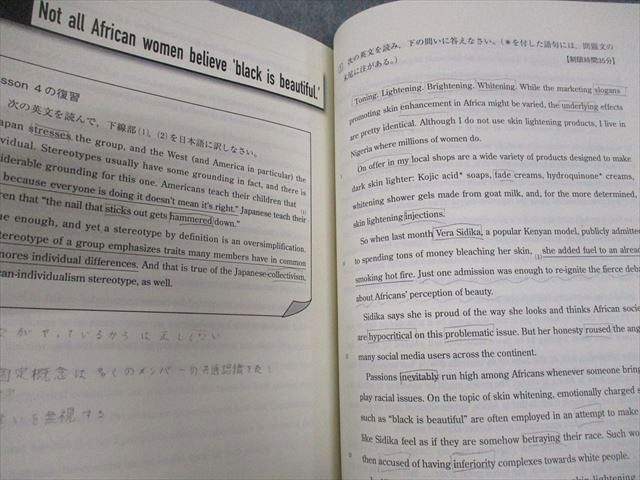 Not all African women believe 'black is beautiful.'
sson 4の復習
次の英文を読んで,下線部(1),(2)を日本語に訳しなさい。
apan stresses the group, and the West (and America in particular) the
vidual. Stereotypes usually have some grounding in fact, and there is
iderable grounding for this one. Americans teach their children that
because everyone is doing it doesn't mean it's right." Japanese teach their
ren that "the nail that sticks out gets hammered down."
(1)
ue enough, and yet a stereotype by definition is an oversimplification.
tereotype of a group emphasizes traits many members have in common
nores individual differences. And that is true of the Japanese-collectivism,
can-individualism stereotype, as well.
がやっているからは正しくない
固定概念は多くのメンバーの共通認識を
いを無視する
次の英文を読み,下の問いに答えなさい。(*を付した語句には,問題文の
末尾に注がある。)
【制限時間35分】
Toning. Lightening. Brightening. Whitening. While the marketing slogans
promoting skin enhancement in Africa might be varied, the underlying effects
are pretty identical. Although I do not use skin lightening products, I live in
Nigeria where millions of women do.
On offer in my local shops are a wide variety of products designed to make
dark skin lighter: Kojic acid* soaps, fade creams, hydroquinone* creams,
whitening shower gels made from goat milk, and, for the more determined,
skin lightening injections.
So when last month Vera Sidika, a popular Kenyan model, publicly admitte
to spending tons of money bleaching her skin, (1)she added fuel to an alread
smoking hot fire. Just one admission was enough to re-ignite the fierce deba
about Africans' perception of beauty.
Sidika says she is proud of the way she looks and thinks African socie
are hypocritical on this problematic issue. But her honesty roused the ang
many social media users across the continent.
Passions inevitably run high among Africans whenever someone bring
play racial issues. On the topic of skin whitening, emotionally charged s
such as "black is beautiful" are often employed in an attempt to make
like Sidika feel as if they are somehow betraying their race. Such wo
then accused of having inferiority complexes towards white people.